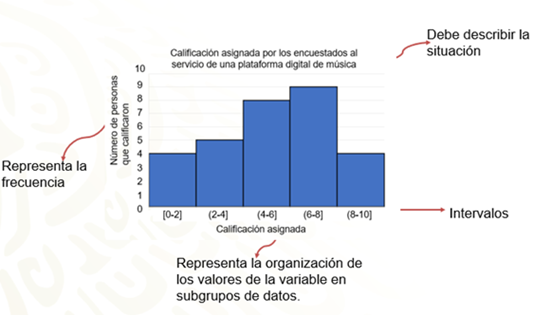 Debe describir la
situación
Calificación asignada por los encuestados al
servicio de una plataforma digital de música
Número de personas
que calificaron
10
9
8
7
6
5
4
3
2
1
0
Representa la
frecuencia
[0-2] (2-4] (4-6] (6-8] (8-10]
Intervalos
Calificación asignada
Representa la organización de
los valores de la variable en
subgrupos de datos.